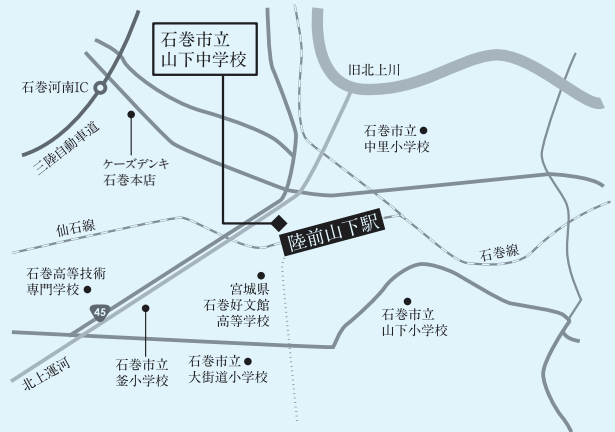 石巻市立
山下中学校
旧北上川
石巻河南IC
三陸自動車道
石巻市立
中里小学校
ケーズデンキ
石巻本店
仙石線
陸前山下駅
石巻線
石巻高等技術
専門学校
45
宮城県
石巻好文館
高等学校
石巻市立
山下小学校
北上運河
石巻市立
釜小学校
石巻市立
大街道小学校